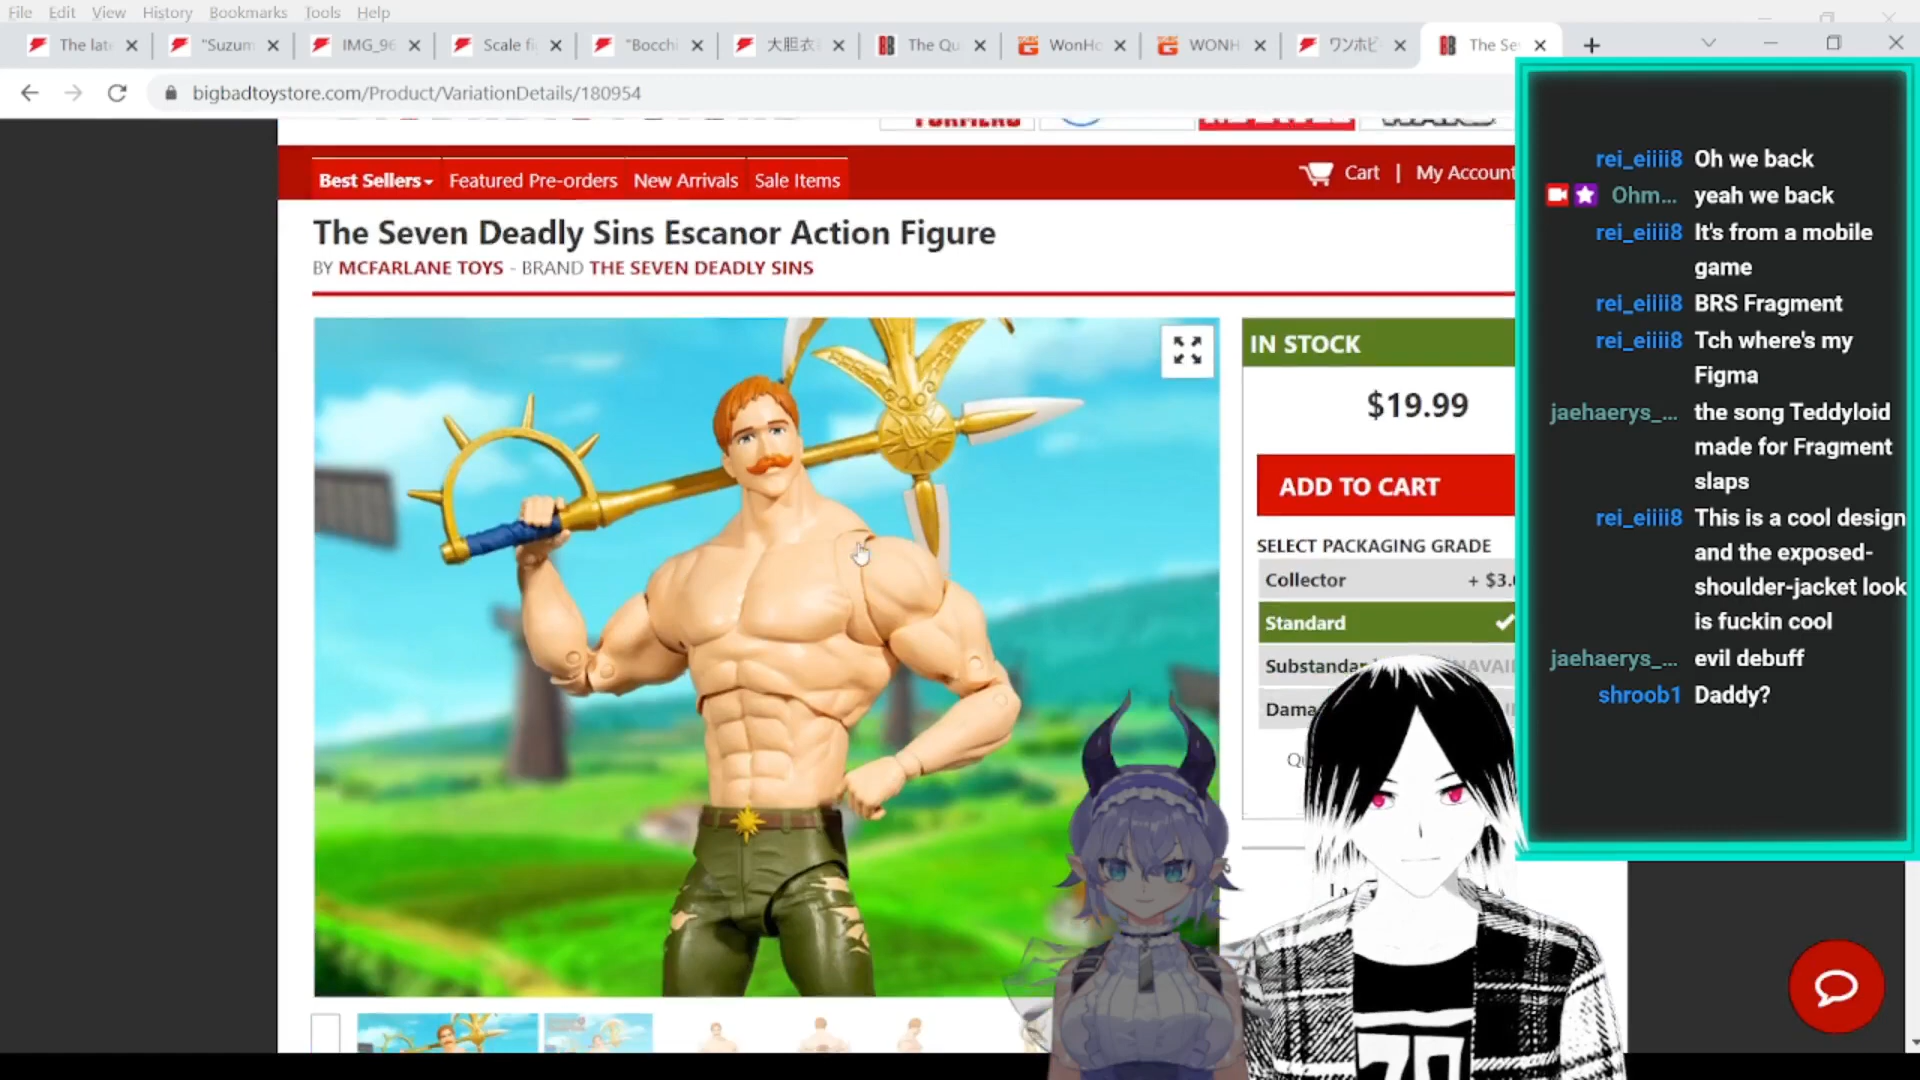 File Edit View History Bookmarks Tools Help
The late "Suzum IMG_96 Scale fi "Bocchi 大胆衣 The Qu WonHo WONH ワンホビ The Se
bigbadtoystore.com/Product/VariationDetails/180954
Best Sellers Featured Pre-orders New Arrivals Sale Items
Cart | My Account
The Seven Deadly Sins Escanor Action Figure
BY MCFARLANE TOYS - BRAND THE SEVEN DEADLY SINS
IN STOCK
$19.99
ADD TO CART
SELECT PACKAGING GRADE
Collector + $3.
Standard
Substandar NAVAI
Dama
Qu
rei_eiiii8 Oh we back
Ohm... yeah we back
rei_eiiii8 It's from a mobile
game
rei_eiiii8 BRS Fragment
rei_eiiii8 Tch where's my
Figma
jaehaerys_... the song Teddyloid
made for Fragment
slaps
rei_eiiii8 This is a cool design
and the exposed-
shoulder-jacket look
is fuckin cool
jaehaerys_... evil debuff
shroob1 Daddy?